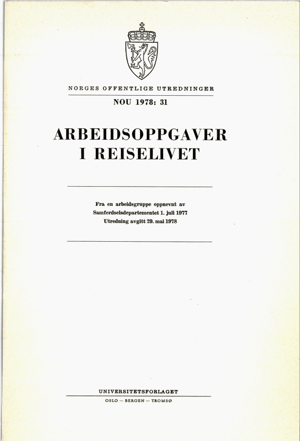 NORGES OFFENTLIGE UTREDNINGER
NOU 1978: 31
ARBEIDSOPPGAVER
I REISELIVET
Fra en arbeidsgruppe oppnevnt av
Samferdselsdepartementet 1. juli 1977
Utredning avgitt 29. mai 1978
UNIVERSITETSFORLAGET
OSLO — BERGEN — TROMSØ